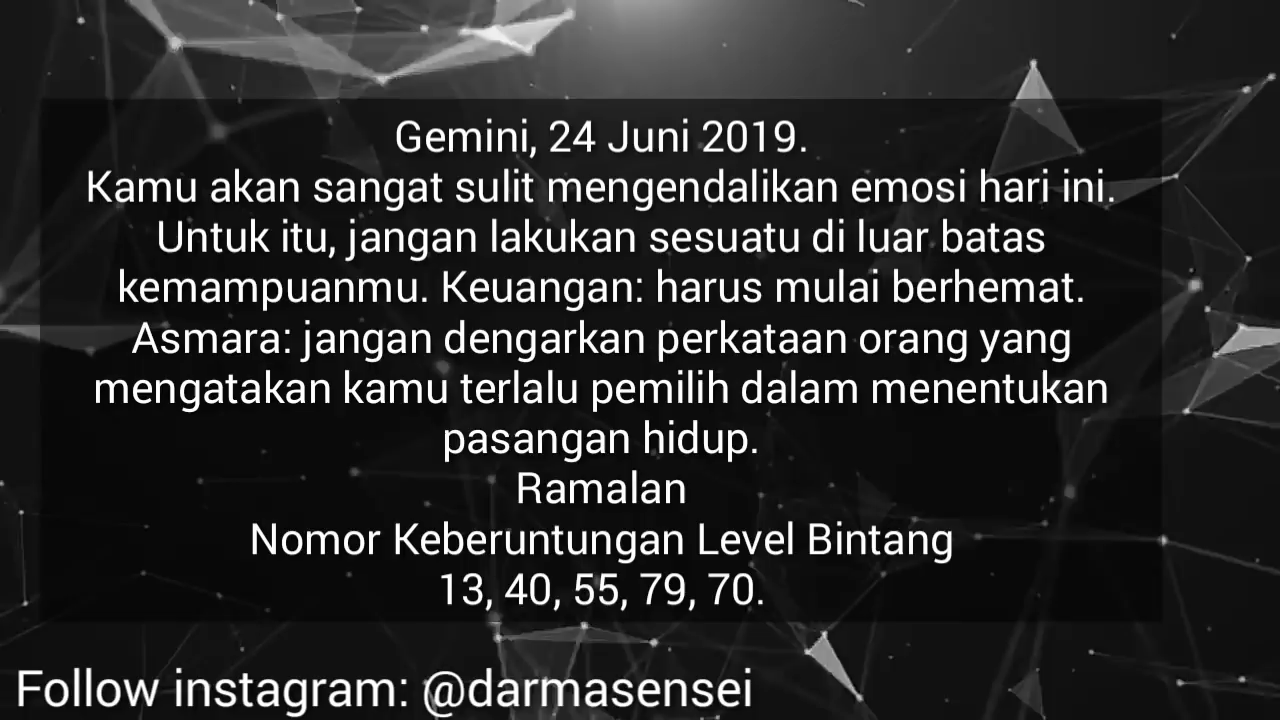 Gemini, 24 Juni 2019.
Kamu akan sangat sulit mengendalikan emosi hari ini.
Untuk itu, jangan lakukan sesuatu di luar batas
kemampuanmu. Keuangan: harus mulai berhemat.
Asmara: jangan dengarkan perkataan orang yang
mengatakan kamu terlalu pemilih dalam menentukan
pasangan hidup.
Ramalan
Nomor Keberuntungan Level Bintang
13, 40, 55, 79, 70.
Follow instagram: @darmasensei